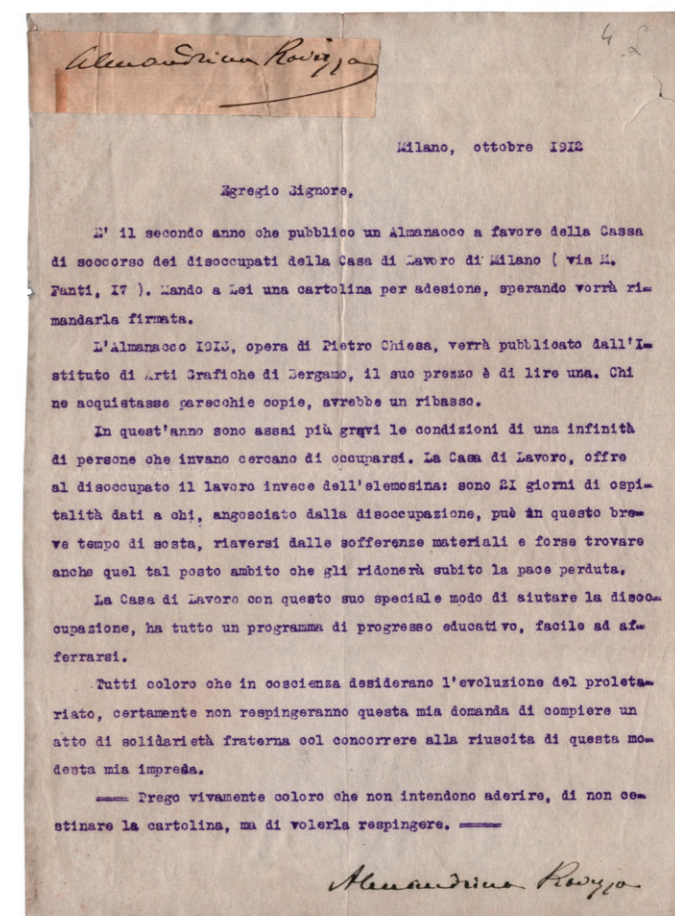 Alessandrina Ravizza
4 L
Milano, ottobre 1912
Egregio Signore,
E' il secondo anno che pubblico un Almanacco a favore della Cassa
di soccorso dei disoccupati della Casa di Lavoro di Milano ( via M.
Fanti, I7 ). Mando a Lei una cartolina per adesione, sperando vorrà ri=
mandarla firmata.
L'Almanacco I9I3, opera di Pietro Chiesa, verrà pubblicato dall'I=
stituto di Arti Grafiche di Bergamo, il suo prezzo è di lire una. Chi
ne acquistasse parecchie copie, avrebbe un ribasso.
In quest'anno sono assai più gravi le condizioni di una infinità
di persone che invano cercano di occuparsi. La Casa di Lavoro, offre
al disoccupato il lavoro invece dell'elemosina: sono 2I giorni di ospi=
talità dati a chi, angosciato dalla disoccupazione, può in questo bre=
ve tempo di sosta, riaversi dalle sofferenze materiali e forse trovare
anche quel tal posto ambito che gli ridonerà subito la pace perduta.
La Casa di Lavoro con questo suo speciale modo di aiutare la disoc=
cupazione, ha tutto un programma di progresso educativo, facile ad af=
ferrarsi.
Tutti coloro che in coscienza desiderano l'evoluzione del proleta=
riato, certamente non respingeranno questa mia domanda di compiere un
atto di solidarietà fraterna col concorrere alla riuscita di questa mo=
desta mia impresa.
==== Prego vivamente coloro che non intendono aderire, di non ce=
stinare la cartolina, ma di volerla respingere. =====
Alessandrina Ravizza